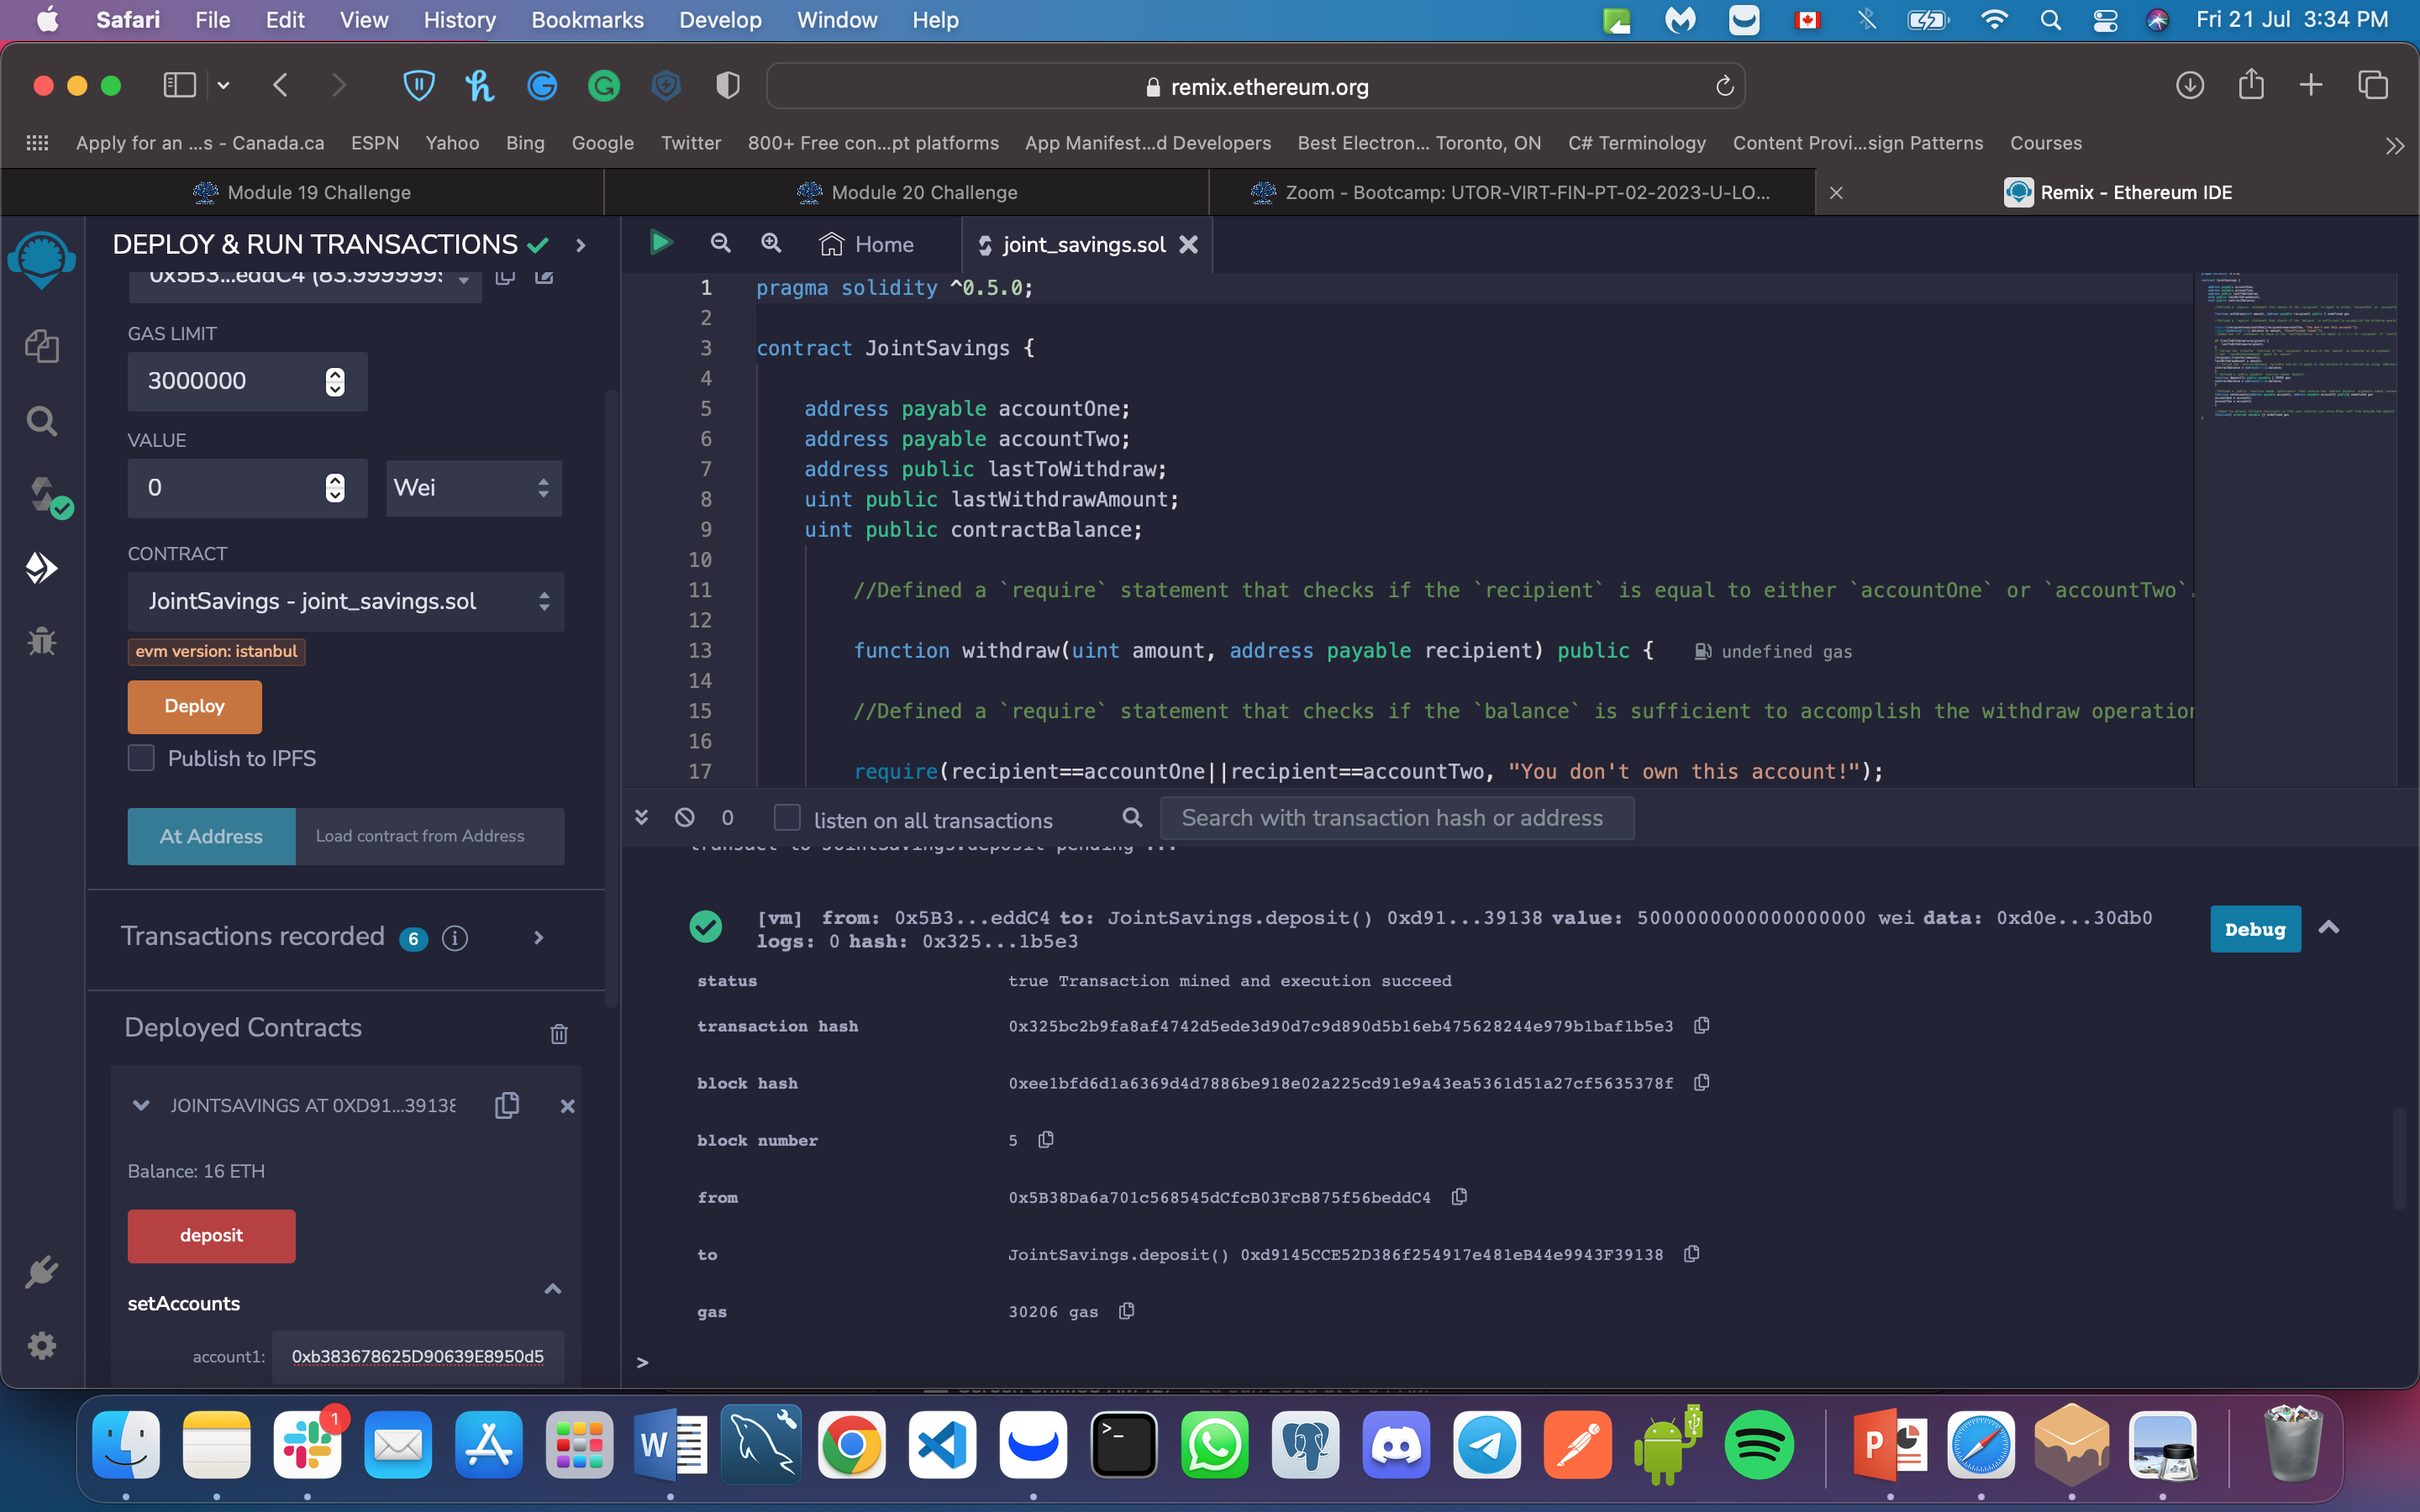 Safari File Edit View History Bookmarks Develop Window Help Fri 21 Jul 3:34 PM
remix.ethereum.org
Apply for an ...s - Canada.ca ESPN Yahoo Bing Google Twitter 800+ Free con...pt platforms App Manifest...d Developers Best Electron... Toronto, ON C# Terminology Content Provi...sign Patterns Courses
Module 19 Challenge Module 20 Challenge Zoom - Bootcamp: UTOR-VIRT-FIN-PT-02-2023-U-LO... Remix - Ethereum IDE
DEPLOY & RUN TRANSACTIONS
0x5B3...eddC4 (83.9999999
GAS LIMIT
3000000
VALUE
0 Wei
CONTRACT
JointSavings - joint_savings.sol
evm version: istanbul
Deploy
Publish to IPFS
At Address Load contract from Address
Transactions recorded 6 i
Deployed Contracts
JOINTSAVINGS AT 0XD91...39138
Balance: 16 ETH
deposit
setAccounts
account1: 0xb383678625D90639E8950d5
Home joint_savings.sol
1 pragma solidity ^0.5.0;
2
3 contract JointSavings {
4
5 address payable accountOne;
6 address payable accountTwo;
7 address public lastToWithdraw;
8 uint public lastWithdrawAmount;
9 uint public contractBalance;
10
11 //Defined a `require` statement that checks if the `recipient` is equal to either `accountOne` or `accountTwo`.
12
13 function withdraw(uint amount, address payable recipient) public { undefined gas
14
15 //Defined a `require` statement that checks if the `balance` is sufficient to accomplish the withdraw operation
16
17 require(recipient==accountOne||recipient==accountTwo, "You don't own this account!");
0 listen on all transactions Search with transaction hash or address
transact to JointSavings.deposit pending ...
[vm] from: 0x5B3...eddC4 to: JointSavings.deposit() 0xd91...39138 value: 5000000000000000000 wei data: 0xd0e...30db0
logs: 0 hash: 0x325...1b5e3
Debug
status true Transaction mined and execution succeed
transaction hash 0x325bc2b9fa8af4742d5ede3d90d7c9d890d5b16eb475628244e979b1baf1b5e3
block hash 0xee1bfd6d1a6369d4d7886be918e02a225cd91e9a43ea5361d51a27cf5635378f
block number 5
from 0x5B38Da6a701c568545dCfcB03FcB875f56beddC4
to JointSavings.deposit() 0xd9145CCE52D386f254917e481eB44e9943F39138
gas 30206 gas
>
1